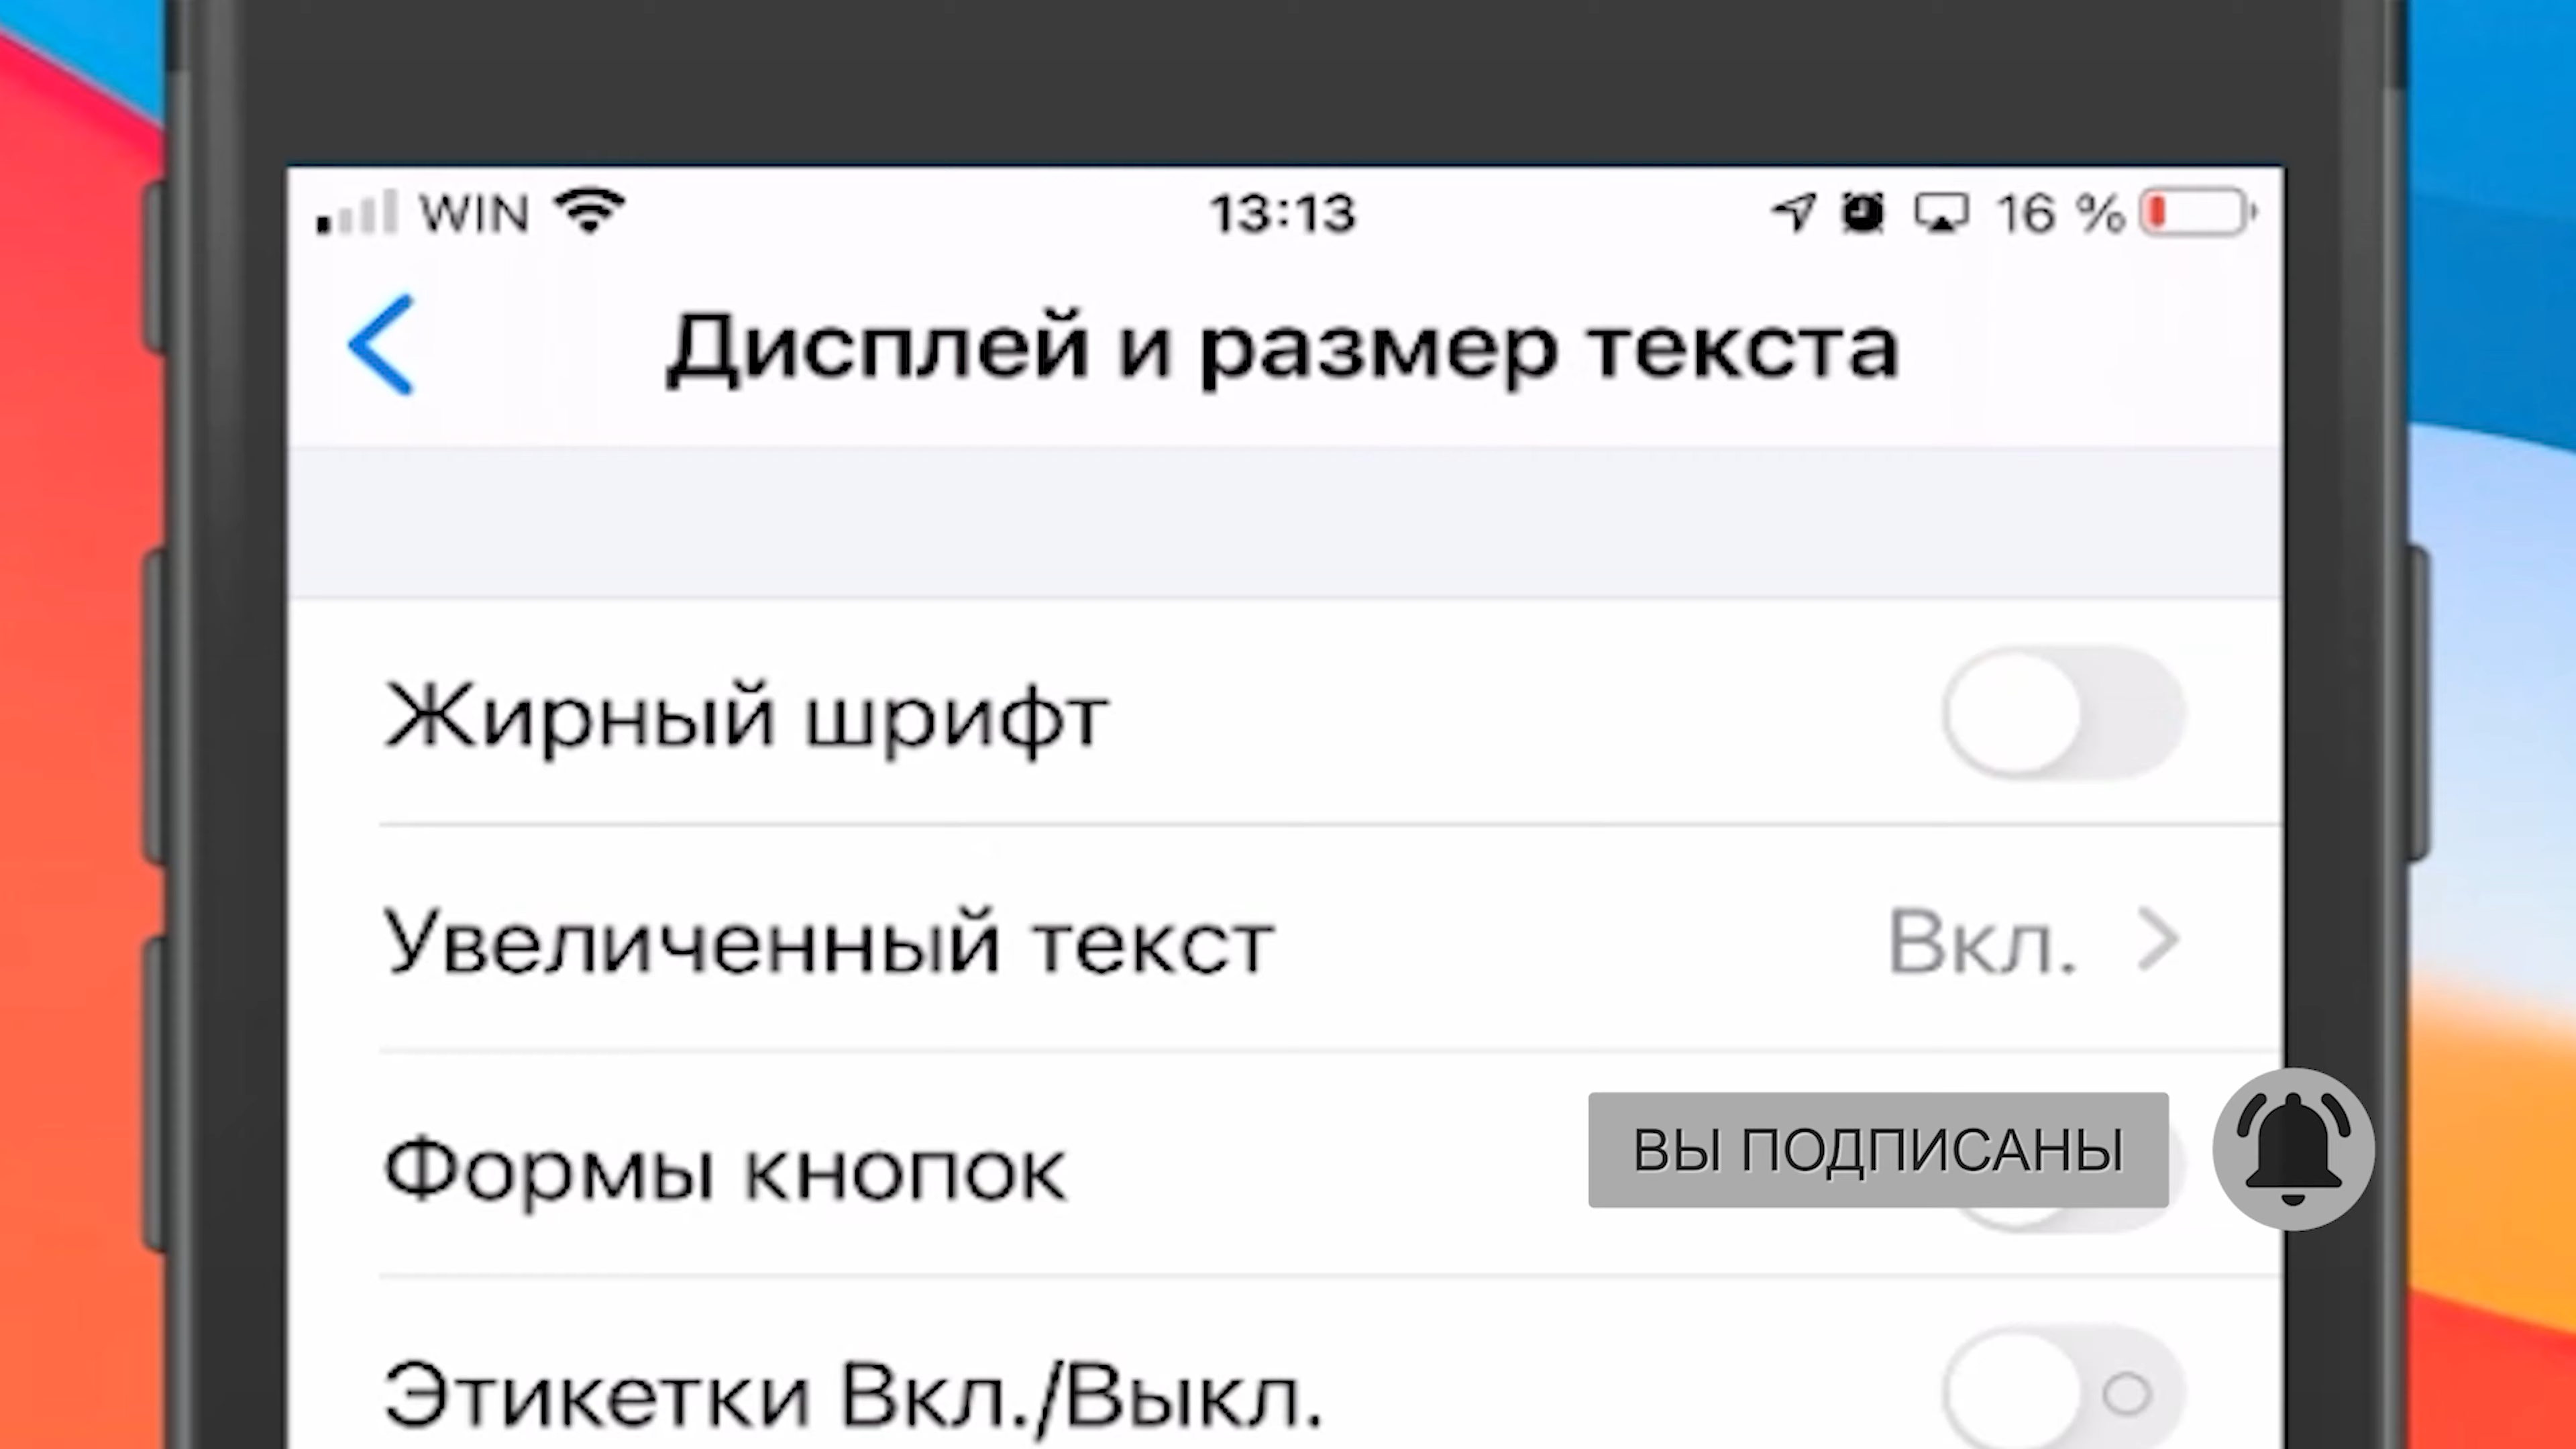 WIN 13:13 16 %
Дисплей и размер текста
Жирный шрифт
Увеличенный текст Вкл.
Формы кнопок
ВЫ ПОДПИСАНЫ
Этикетки Вкл./Выкл.